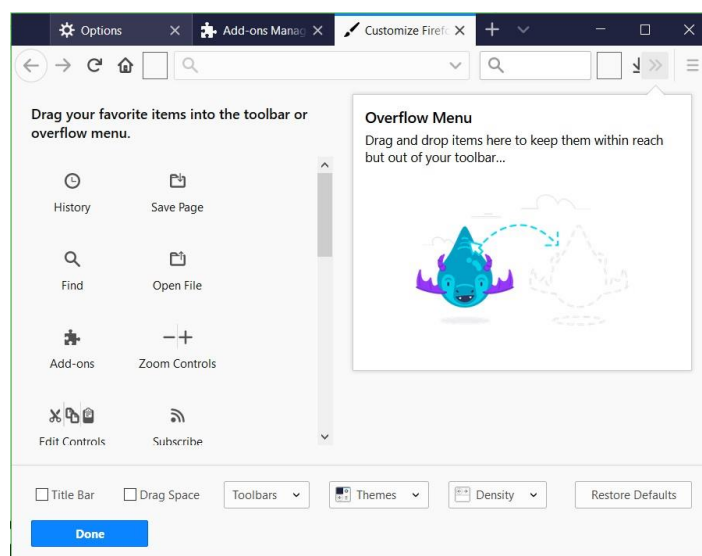 Options
Add-ons Manag
Customize Firefo
Drag your favorite items into the toolbar or
overflow menu.
History
Save Page
Find
Open File
Add-ons
Zoom Controls
Edit Controls
Subscribe
Overflow Menu
Drag and drop items here to keep them within reach
but out of your toolbar...
Title Bar
Drag Space
Toolbars
Themes
Density
Restore Defaults
Done